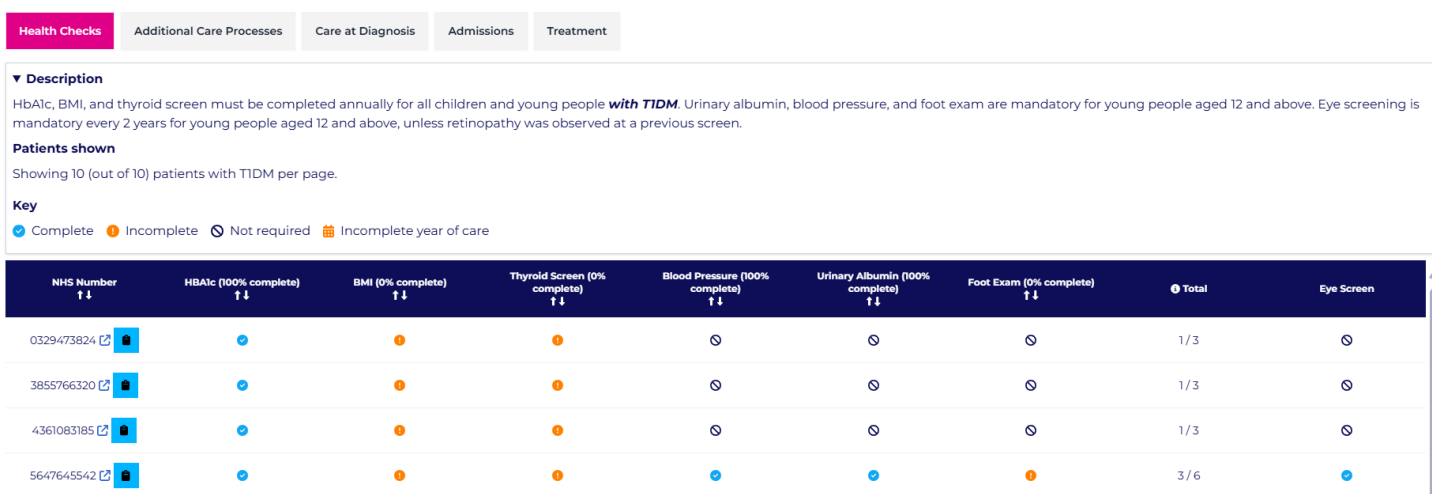 Health Checks Additional Care Processes Care at Diagnosis Admissions Treatment
▼ Description
HbA1c, BMI, and thyroid screen must be completed annually for all children and young people with T1DM. Urinary albumin, blood pressure, and foot exam are mandatory for young people aged 12 and above. Eye screening is
mandatory every 2 years for young people aged 12 and above, unless retinopathy was observed at a previous screen.
Patients shown
Showing 10 (out of 10) patients with T1DM per page.
Key
Complete Incomplete Not required Incomplete year of care
NHS Number HBA1c (100% complete) BMI (0% complete) Thyroid Screen (0% complete) Blood Pressure (100% complete) Urinary Albumin (100% complete) Foot Exam (0% complete) Total Eye Screen
0329473824 1 / 3
3855766320 1 / 3
4361083185 1 / 3
5647645542 3 / 6